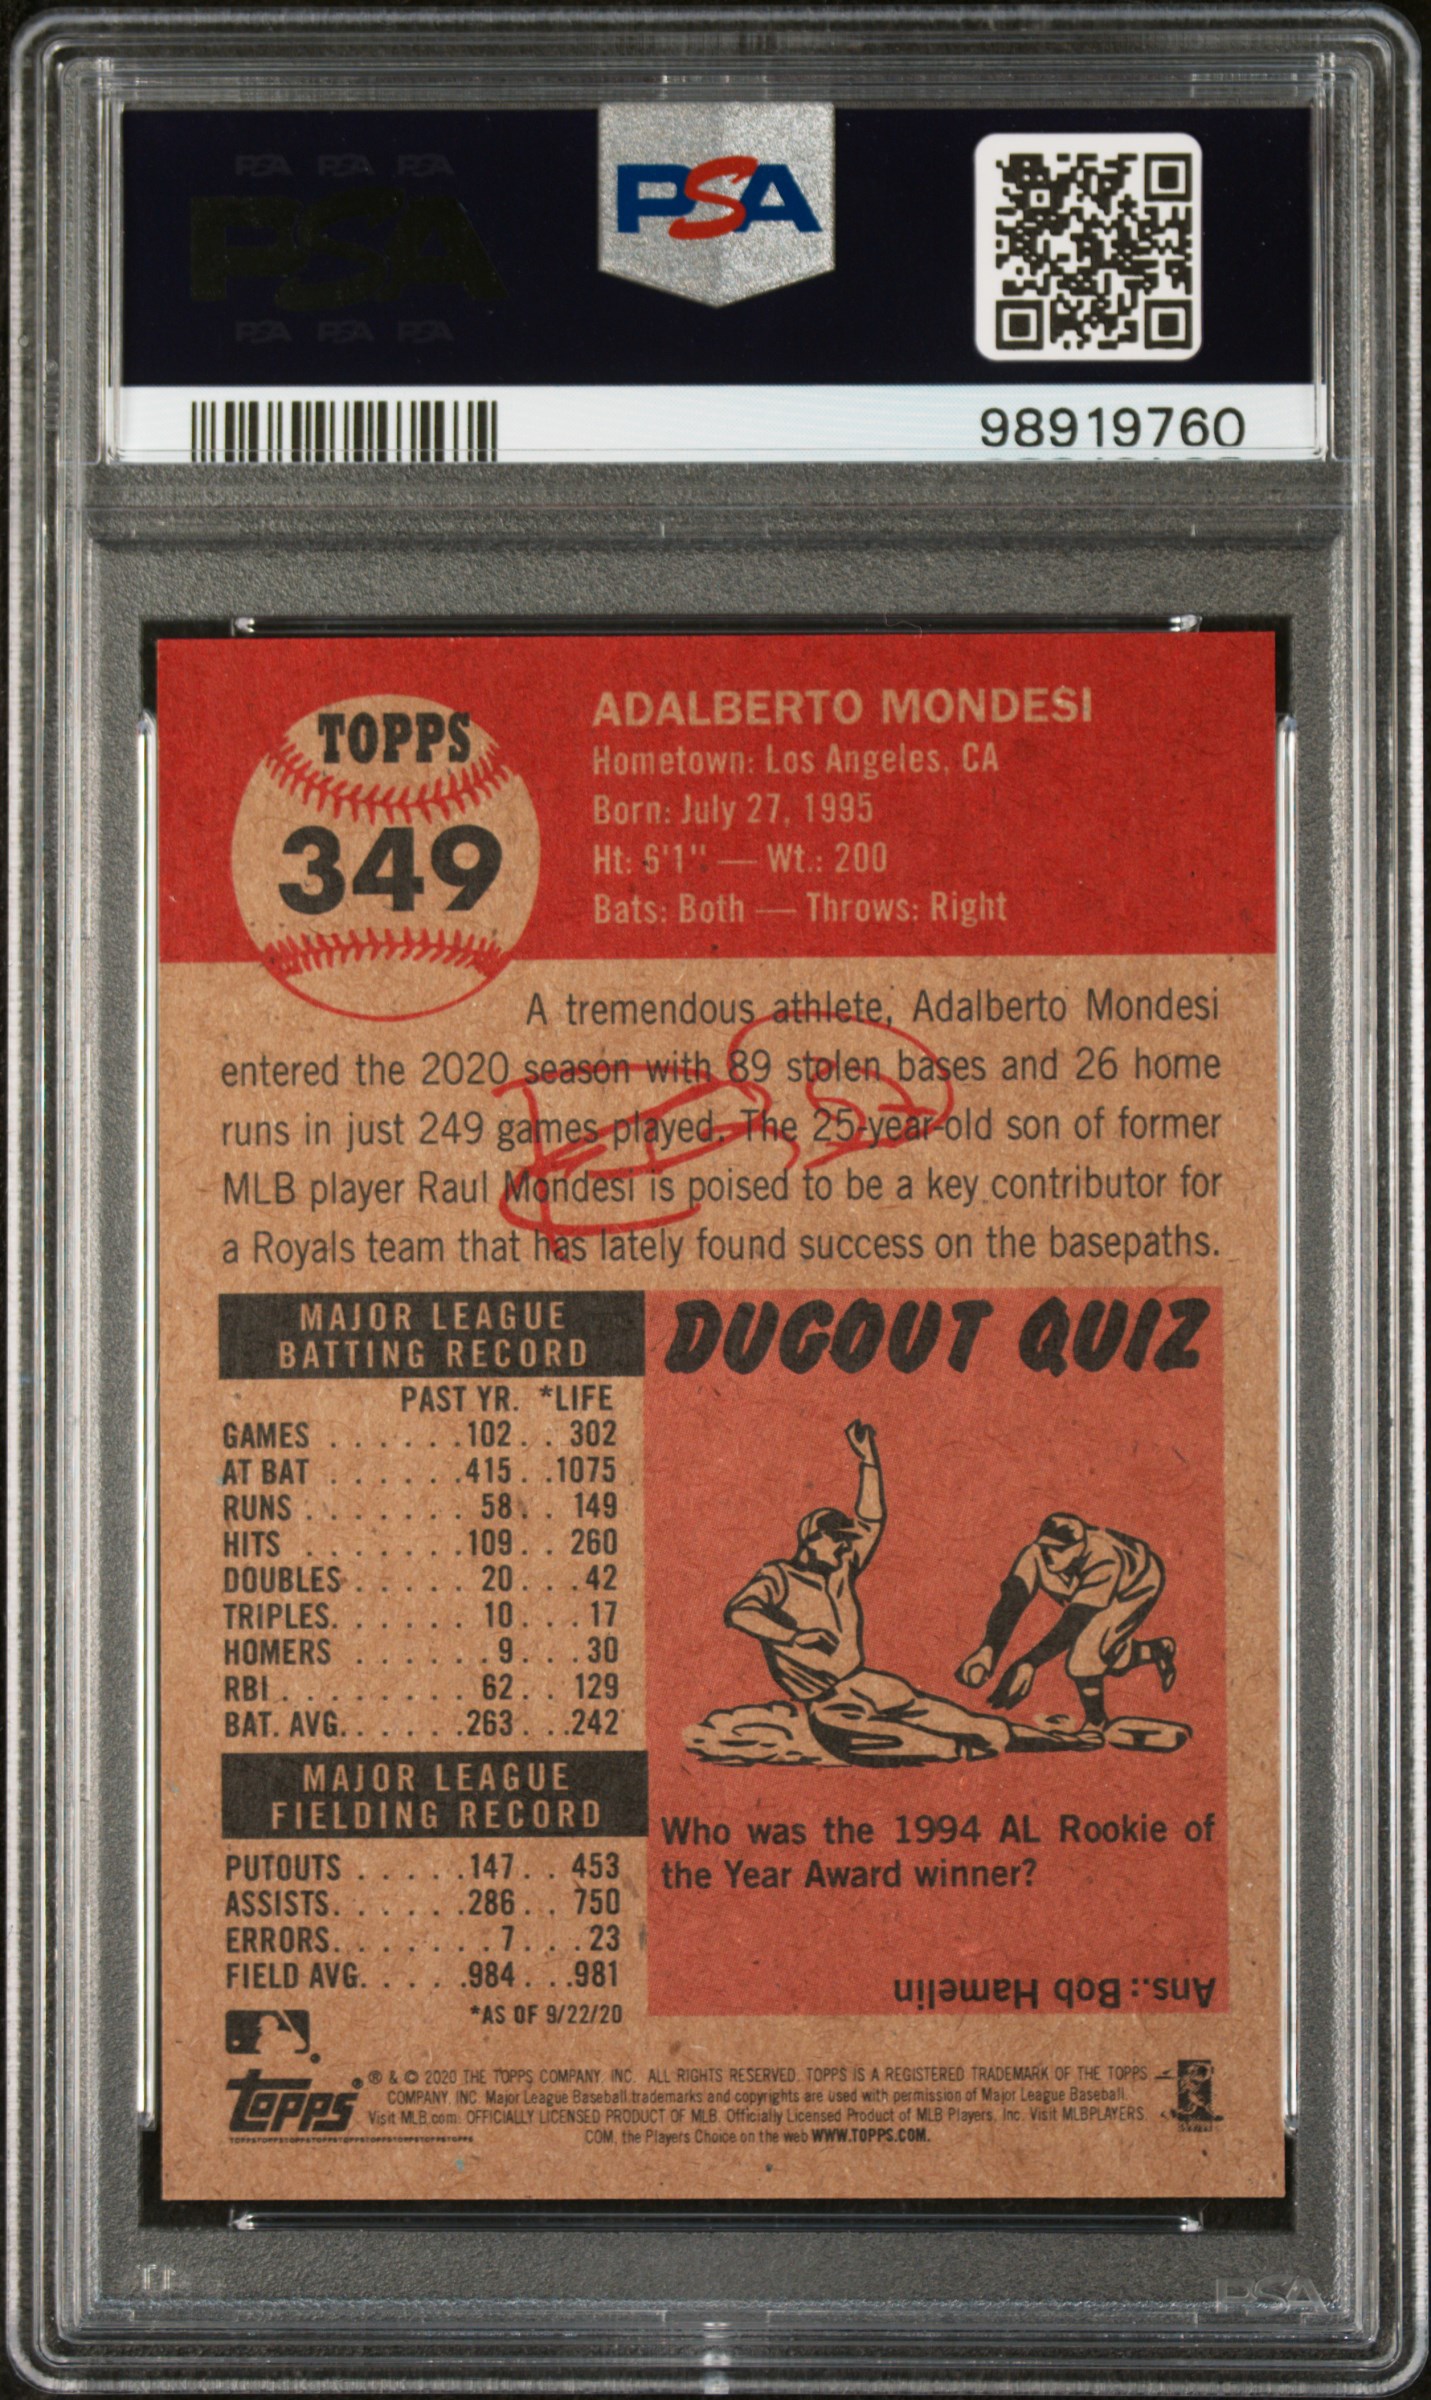 PSA PSA PSA
PSA
PSA PSA PSA
PSA
98919760
TOPPS
349
ADALBERTO MONDESI
Hometown: Los Angeles, CA
Born: July 27, 1995
Ht: 6'1" — Wt.: 200
Bats: Both — Throws: Right
A tremendous athlete, Adalberto Mondesi
entered the 2020 season with 89 stolen bases and 26 home
runs in just 249 games played. The 25-year-old son of former
MLB player Raul Mondesi is poised to be a key contributor for
a Royals team that has lately found success on the basepaths.
MAJOR LEAGUE
BATTING RECORD
PAST YR. *LIFE
GAMES . . . . . . .102. . 302
AT BAT . . . . . . .415. .1075
RUNS . . . . . . . 58. . 149
HITS . . . . . . . .109. . 260
DOUBLES . . . . . 20. . .42
TRIPLES. . . . . . 10. . .17
HOMERS . . . . . . 9. . .30
RBI . . . . . . . . 62. . 129
BAT. AVG. . . . . .263. . .242
MAJOR LEAGUE
FIELDING RECORD
PUTOUTS . . . . .147. . 453
ASSISTS. . . . . .286. . 750
ERRORS. . . . . . . 7. . .23
FIELD AVG. . . . .984. . .981
*AS OF 9/22/20
DUGOUT QUIZ
Who was the 1994 AL Rookie of
the Year Award winner?
Ans.: Bob Hamelin
topps®
® & © 2020 THE TOPPS COMPANY, INC. ALL RIGHTS RESERVED. TOPPS IS A REGISTERED TRADEMARK OF THE TOPPS
COMPANY, INC. Major League Baseball trademarks and copyrights are used with permission of Major League Baseball.
Visit MLB.com. OFFICIALLY LICENSED PRODUCT OF MLB. Officially Licensed Product of MLB Players, Inc. Visit MLBPLAYERS.
COM, the Players Choice on the web WWW.TOPPS.COM.
PSA